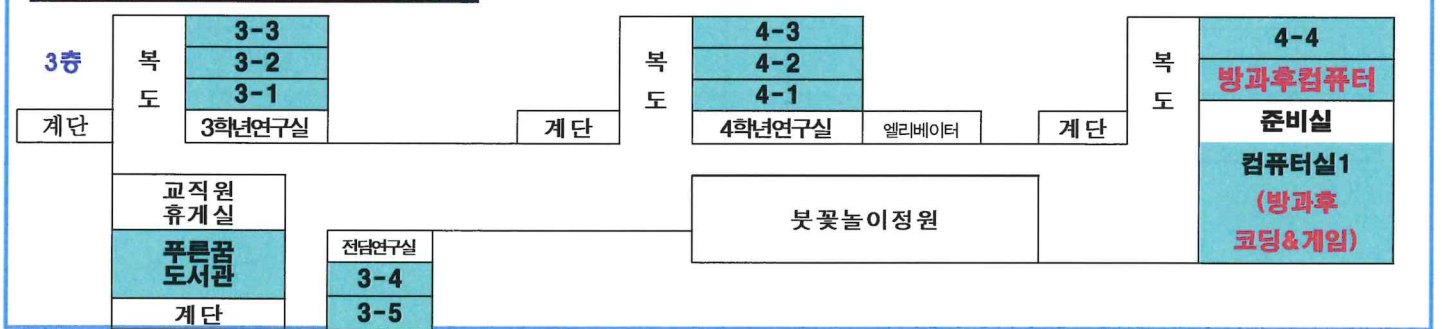 3층
복
도
3-3
3-2
3-1
3학년연구실
계단
계단
복
도
4-3
4-2
4-1
4학년연구실
엘리베이터
계단
복
도
4-4
방과후컴퓨터
준비실
컴퓨터실1
(방과후
코딩&게임)
교직원
휴게실
푸른꿈
도서관
계단
전담연구실
3-4
3-5
붓꽃놀이정원